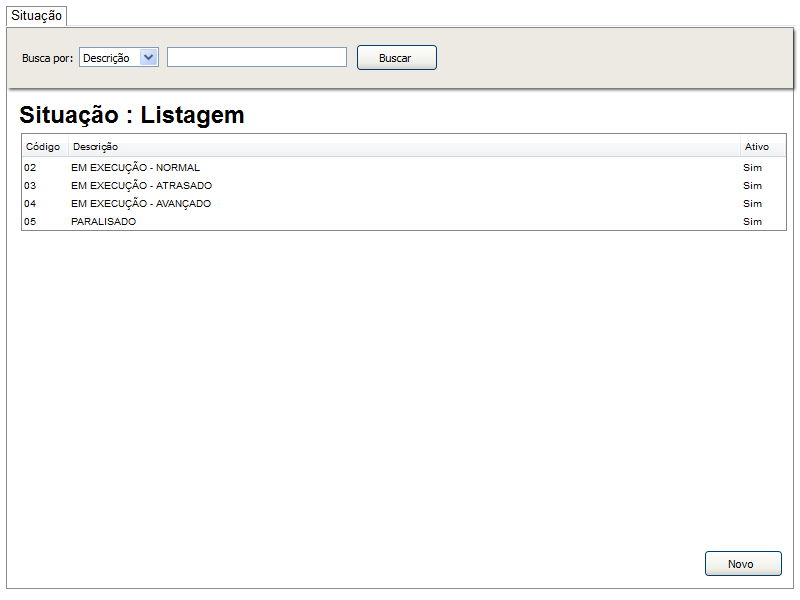 Situação
Busca por: Descrição Buscar
Situação : Listagem
Código Descrição Ativo
02 EM EXECUÇÃO - NORMAL Sim
03 EM EXECUÇÃO - ATRASADO Sim
04 EM EXECUÇÃO - AVANÇADO Sim
05 PARALISADO Sim
Novo